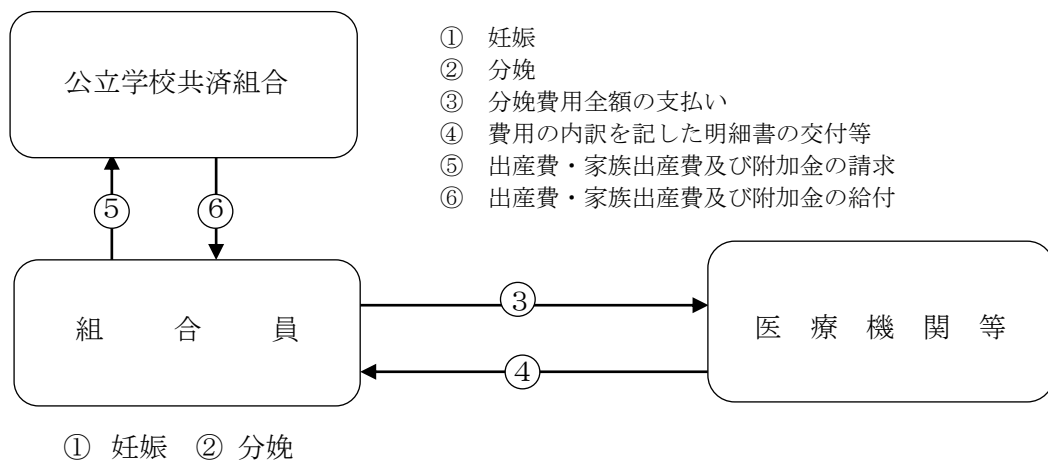 公立学校共済組合
① 妊娠
② 分娩
③ 分娩費用全額の支払い
④ 費用の内訳を記した明細書の交付等
⑤ 出産費・家族出産費及び附加金の請求
⑥ 出産費・家族出産費及び附加金の給付
⑤ ⑥
組合員
③
医療機関等
④
① 妊娠 ② 分娩